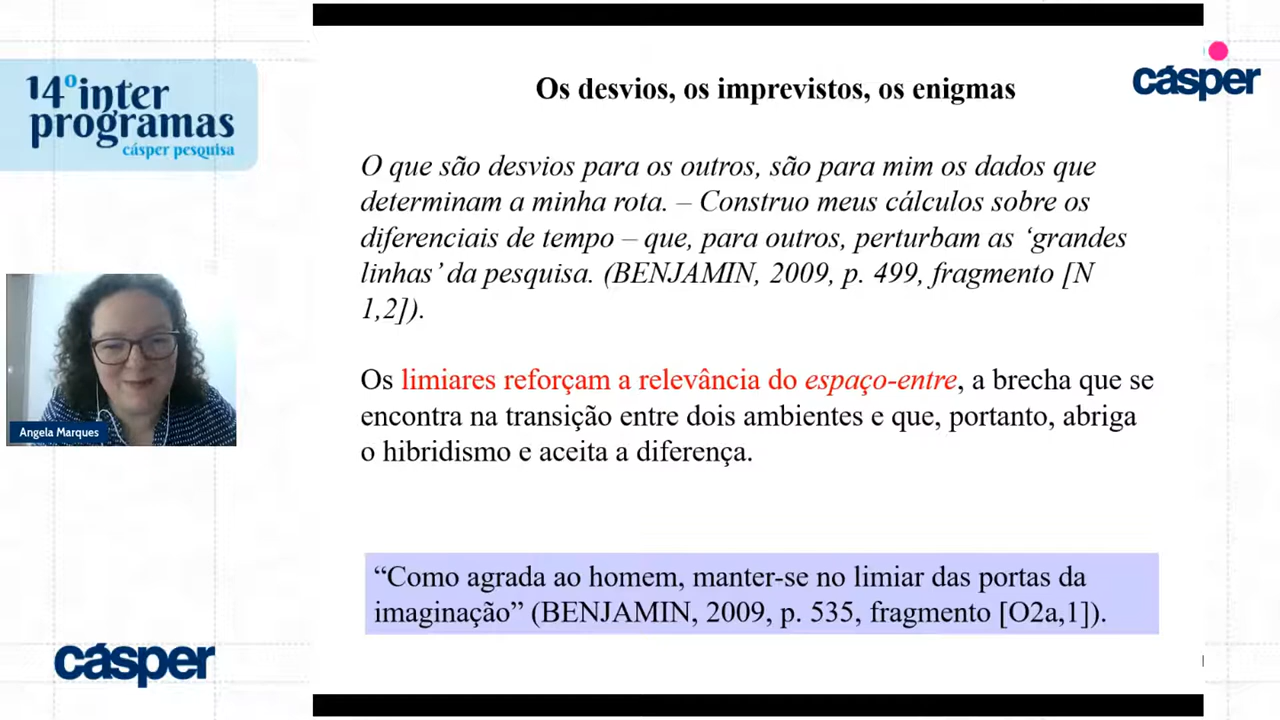 14º inter
programas
cásper pesquisa
cásper
Os desvios, os imprevistos, os enigmas
O que são desvios para os outros, são para mim os dados que
determinam a minha rota. – Construo meus cálculos sobre os
diferenciais de tempo – que, para outros, perturbam as ‘grandes
linhas’ da pesquisa. (BENJAMIN, 2009, p. 499, fragmento [N
1,2]).
Os limiares reforçam a relevância do espaço-entre, a brecha que se
encontra na transição entre dois ambientes e que, portanto, abriga
o hibridismo e aceita a diferença.
“Como agrada ao homem, manter-se no limiar das portas da
imaginação” (BENJAMIN, 2009, p. 535, fragmento [O2a,1]).
Angela Marques
cásper